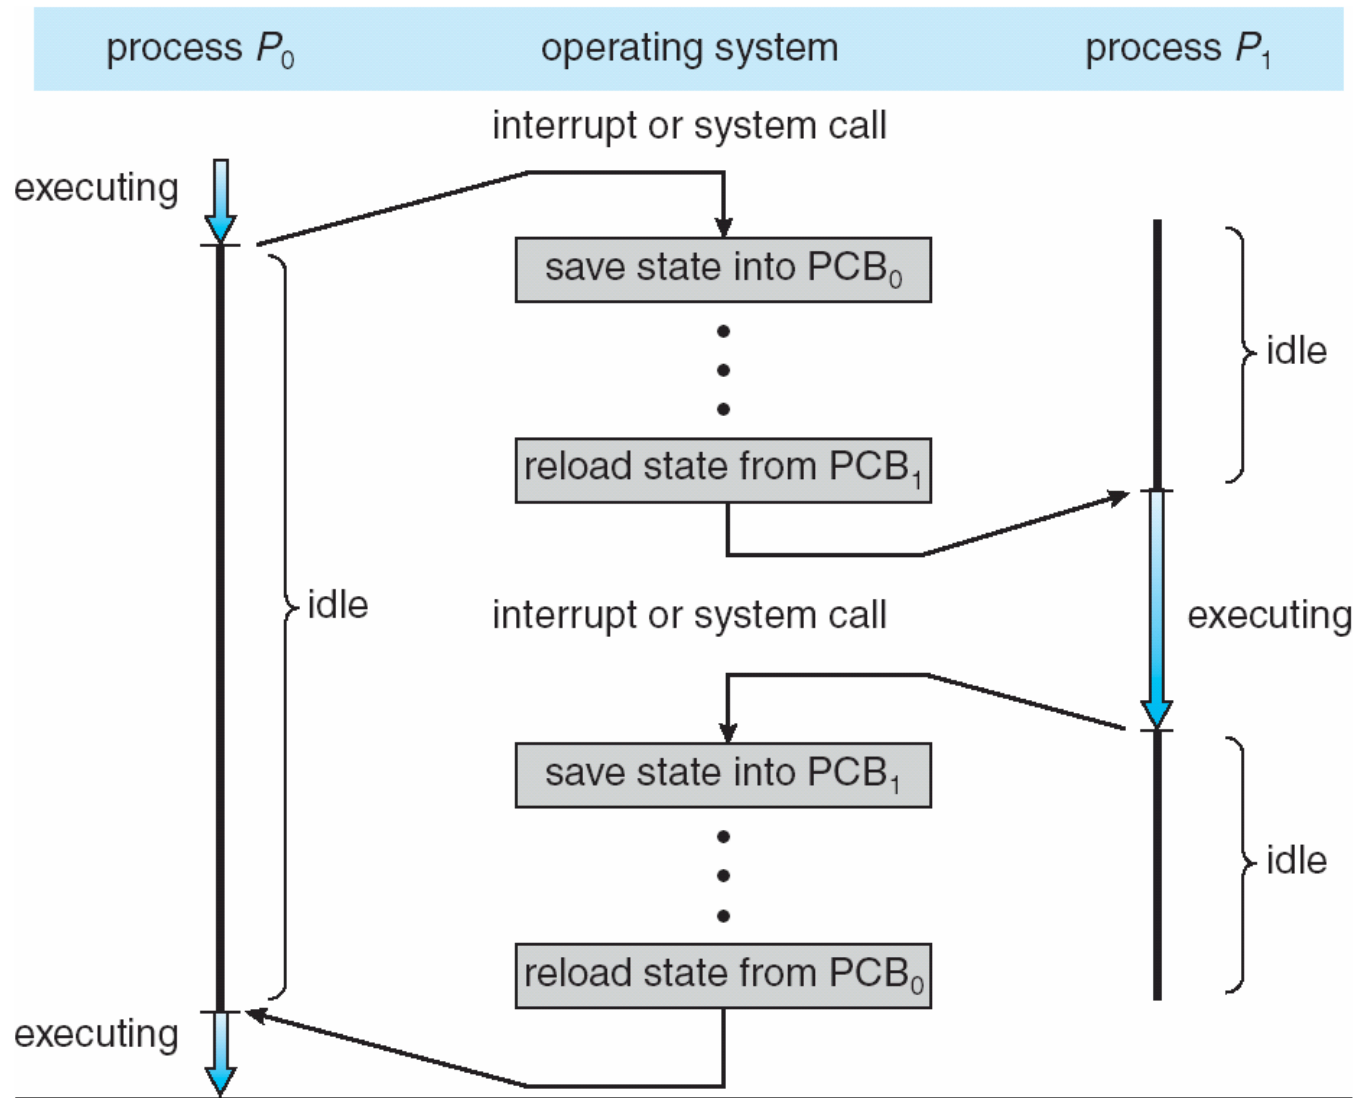 process P₀ operating system process P₁
interrupt or system call
executing
save state into PCB₀
idle
reload state from PCB₁
idle
interrupt or system call
executing
save state into PCB₁
idle
reload state from PCB₀
executing